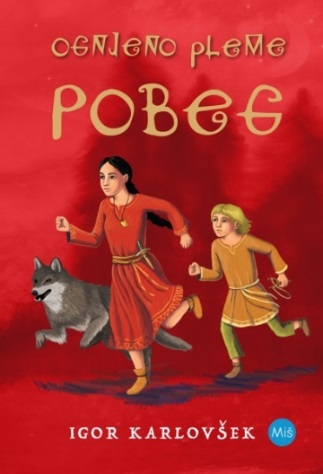 OGNJENO PLEME
POBEG
IGOR KARLOVŠEK
Miš